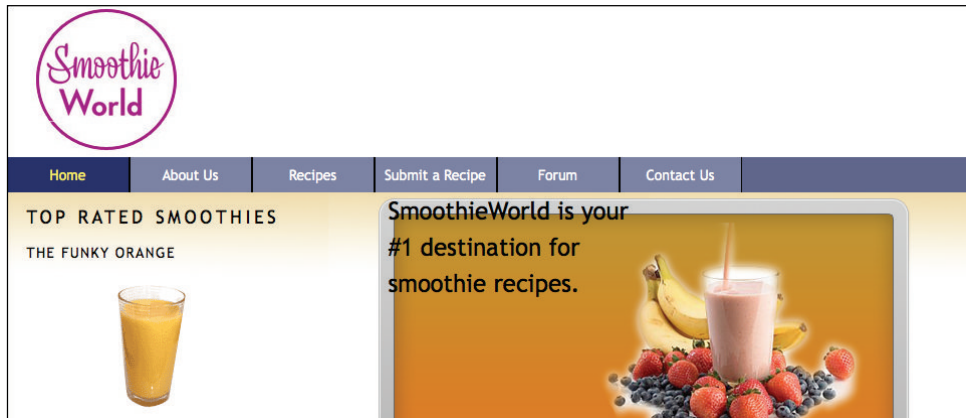 Smoothie
World
Home About Us Recipes Submit a Recipe Forum Contact Us
TOP RATED SMOOTHIES
THE FUNKY ORANGE
SmoothieWorld is your
#1 destination for
smoothie recipes.